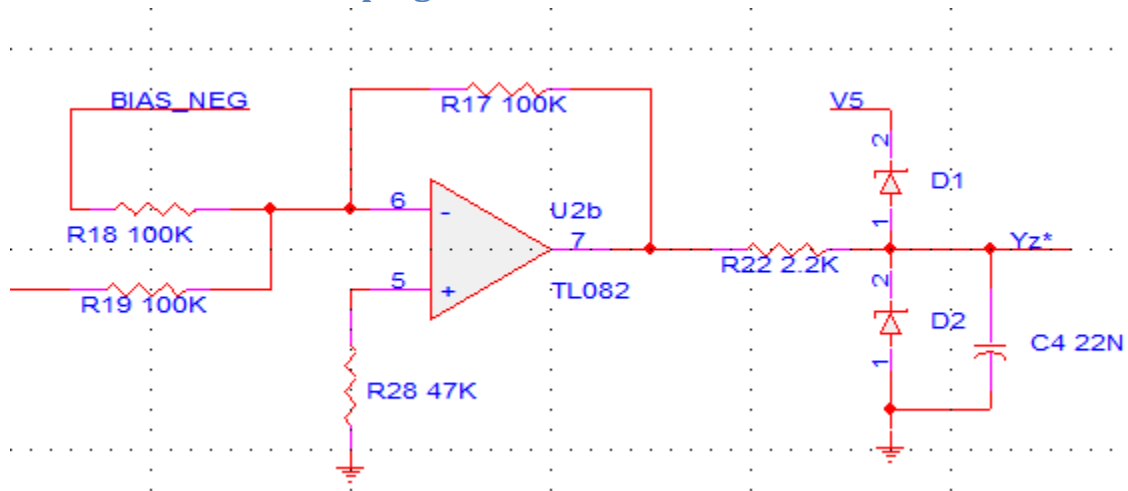 BIAS_NEG
R17 100K
V5
2
D1
1
6
-
U2b
7
R18 100K
R22 2.2K
Yz*
R19 100K
5
+
TL082
2
D2
1
C4 22N
R28 47K